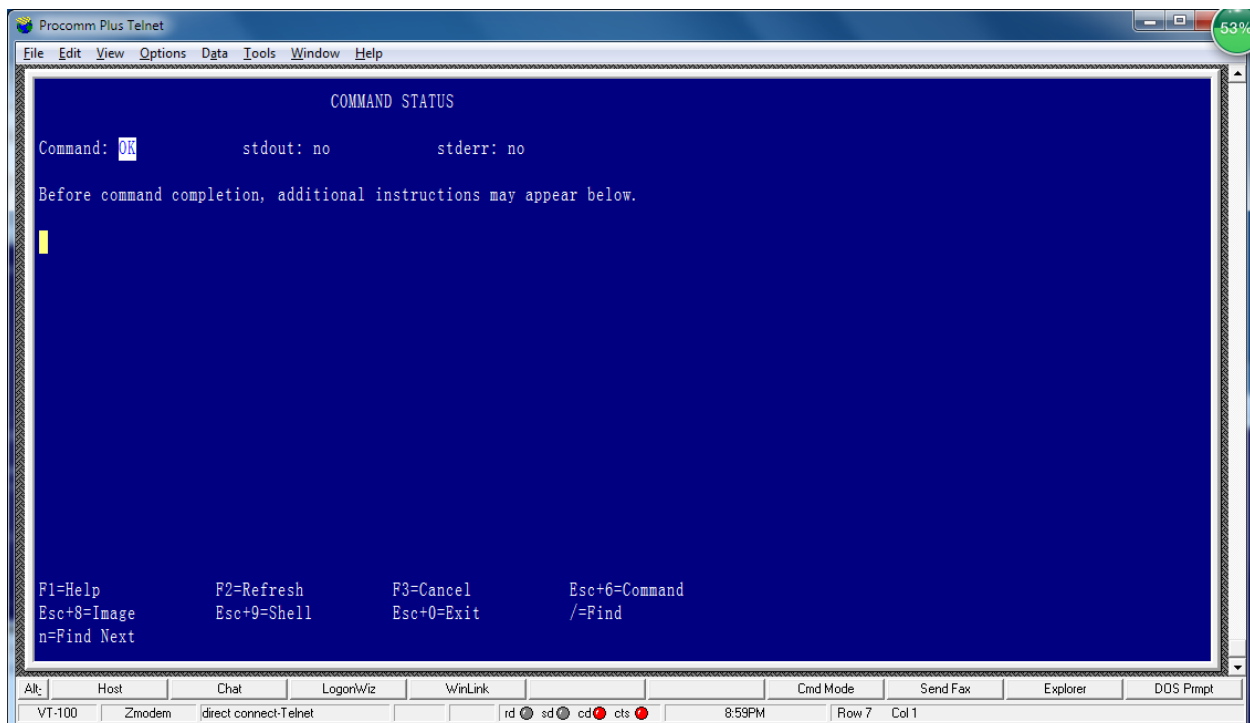 Procomm Plus Telnet
53%
File Edit View Options Data Tools Window Help
COMMAND STATUS
Command: OK stdout: no stderr: no
Before command completion, additional instructions may appear below.
F1=Help F2=Refresh F3=Cancel Esc+6=Command
Esc+8=Image Esc+9=Shell Esc+0=Exit /=Find
n=Find Next
Alt- Host Chat LogonWiz WinLink Cmd Mode Send Fax Explorer DOS Prmpt
VT-100 Zmodem direct connect-Telnet rd sd cd cts 8:59PM Row 7 Col 1